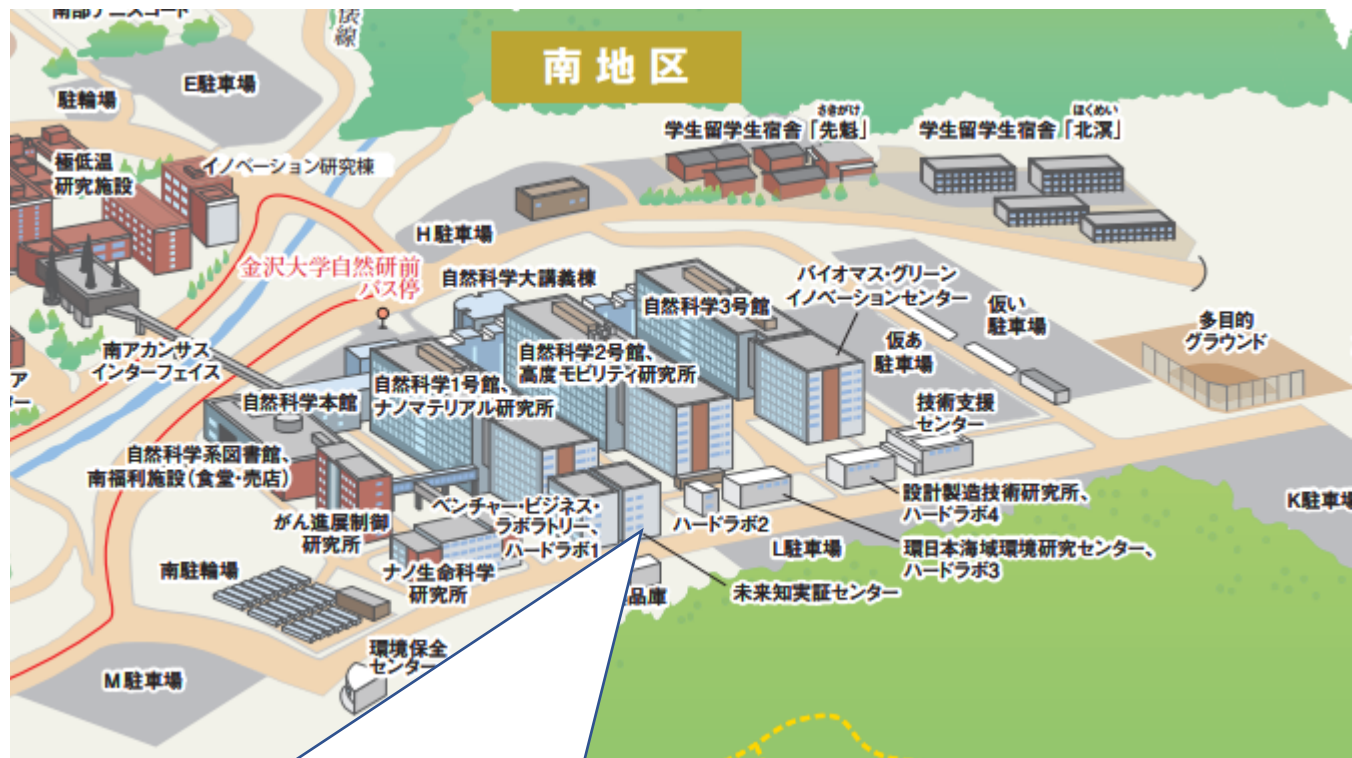 南部テニスコート
俵線
南地区
E駐車場
駐輪場
さきがけ
学生留学生宿舎「先魁」
ほくめい
学生留学生宿舎「北溟」
極低温
研究施設
イノベーション研究棟
H駐車場
金沢大学自然研前
バス停
自然科学大講義棟
自然科学3号館
バイオマス・グリーン
イノベーションセンター
仮い
駐車場
仮あ
駐車場
多目的
グラウンド
南アカンサス
インターフェイス
自然科学2号館、
高度モビリティ研究所
自然科学1号館、
ナノマテリアル研究所
自然科学本館
ア
ター
技術支援
センター
自然科学系図書館、
南福利施設(食堂・売店)
設計製造技術研究所、
ハードラボ4
K駐車場
ベンチャー・ビジネス・
ラボラトリー、
ハードラボ1
ハードラボ2
がん進展制御
研究所
L駐車場
環日本海域環境研究センター、
ハードラボ3
南駐輪場
ナノ生命科学
研究所
品庫
未来知実証センター
環境保全
センター
M駐車場